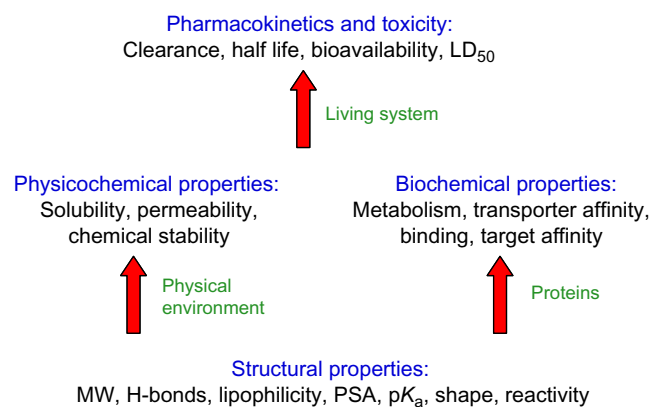 Pharmacokinetics and toxicity:
Clearance, half life, bioavailability, LD₅₀
Living system
Physicochemical properties:
Solubility, permeability,
chemical stability
Biochemical properties:
Metabolism, transporter affinity,
binding, target affinity
Physical
environment
Proteins
Structural properties:
MW, H-bonds, lipophilicity, PSA, pKₐ, shape, reactivity